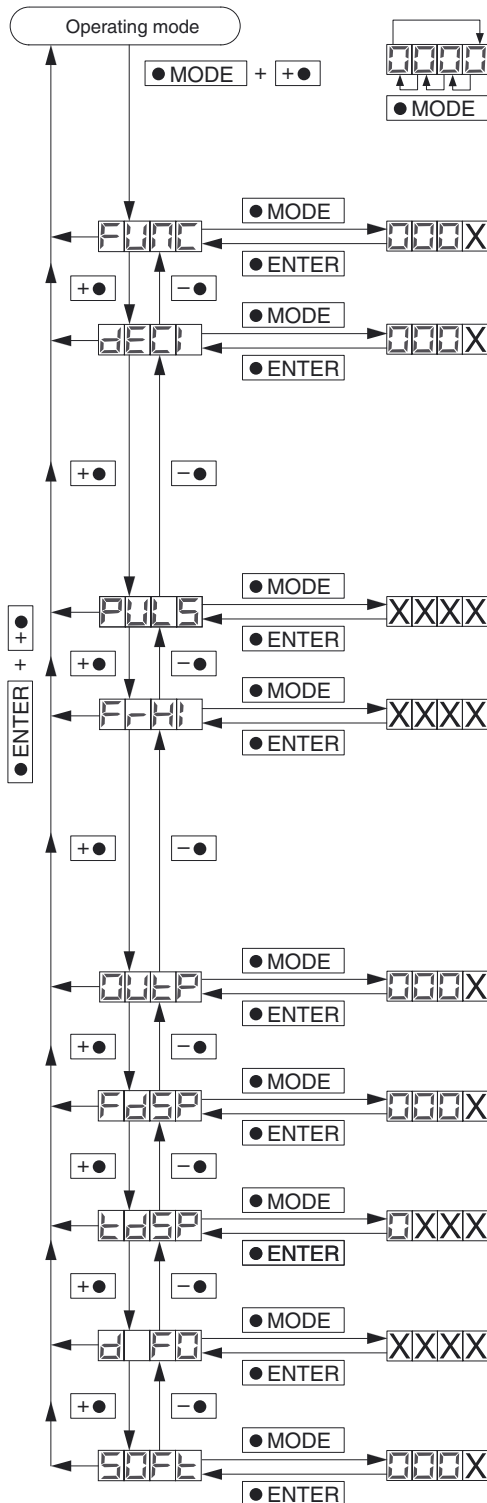 Operating mode
● MODE + +●
0000
● MODE
● MODE
FUNC 000X
● ENTER
+● −●
● MODE
dECI 000X
● ENTER
+● −●
● MODE
PULS XXXX
● ENTER
+● −●
● MODE
FrHI XXXX
● ENTER
● ENTER + +●
+● −●
● MODE
OUtP 000X
● ENTER
+● −●
● MODE
FdSP 000X
● ENTER
+● −●
● MODE
tdSP 0XXX
● ENTER
+● −●
● MODE
d FO XXXX
● ENTER
+● −●
● MODE
SOFt 000X
● ENTER